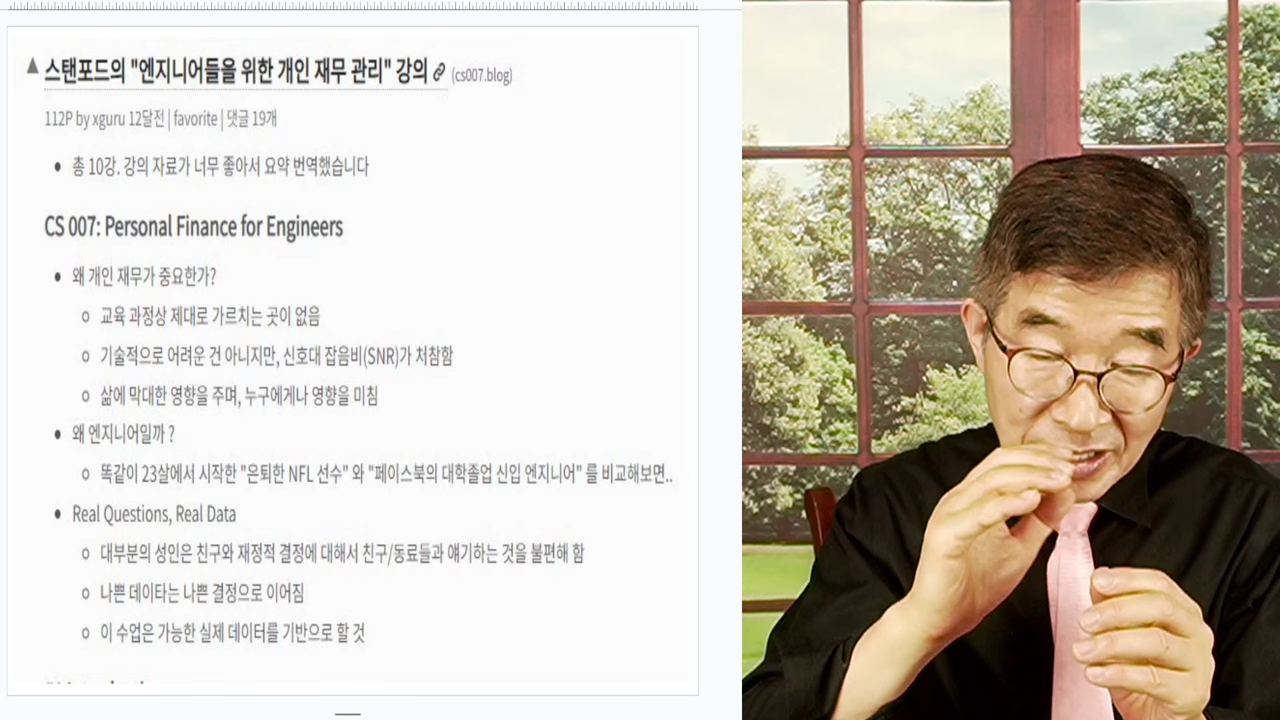 스탠포드의 "엔지니어들을 위한 개인 재무 관리" 강의 (cs007.blog)
112P by xguru 12달전 | favorite | 댓글 19개
총 10강. 강의 자료가 너무 좋아서 요약 번역했습니다
CS 007: Personal Finance for Engineers
왜 개인 재무가 중요한가?
교육 과정상 제대로 가르치는 곳이 없음
기술적으로 어려운 건 아니지만, 신호대 잡음비(SNR)가 처참함
삶에 막대한 영향을 주며, 누구에게나 영향을 미침
왜 엔지니어일까 ?
똑같이 23살에서 시작한 "은퇴한 NFL 선수" 와 "페이스북의 대학졸업 신입 엔지니어" 를 비교해보면..
Real Questions, Real Data
대부분의 성인은 친구와 재정적 결정에 대해서 친구/동료들과 얘기하는 것을 불편해 함
나쁜 데이타는 나쁜 결정으로 이어짐
이 수업은 가능한 실제 데이터를 기반으로 할 것